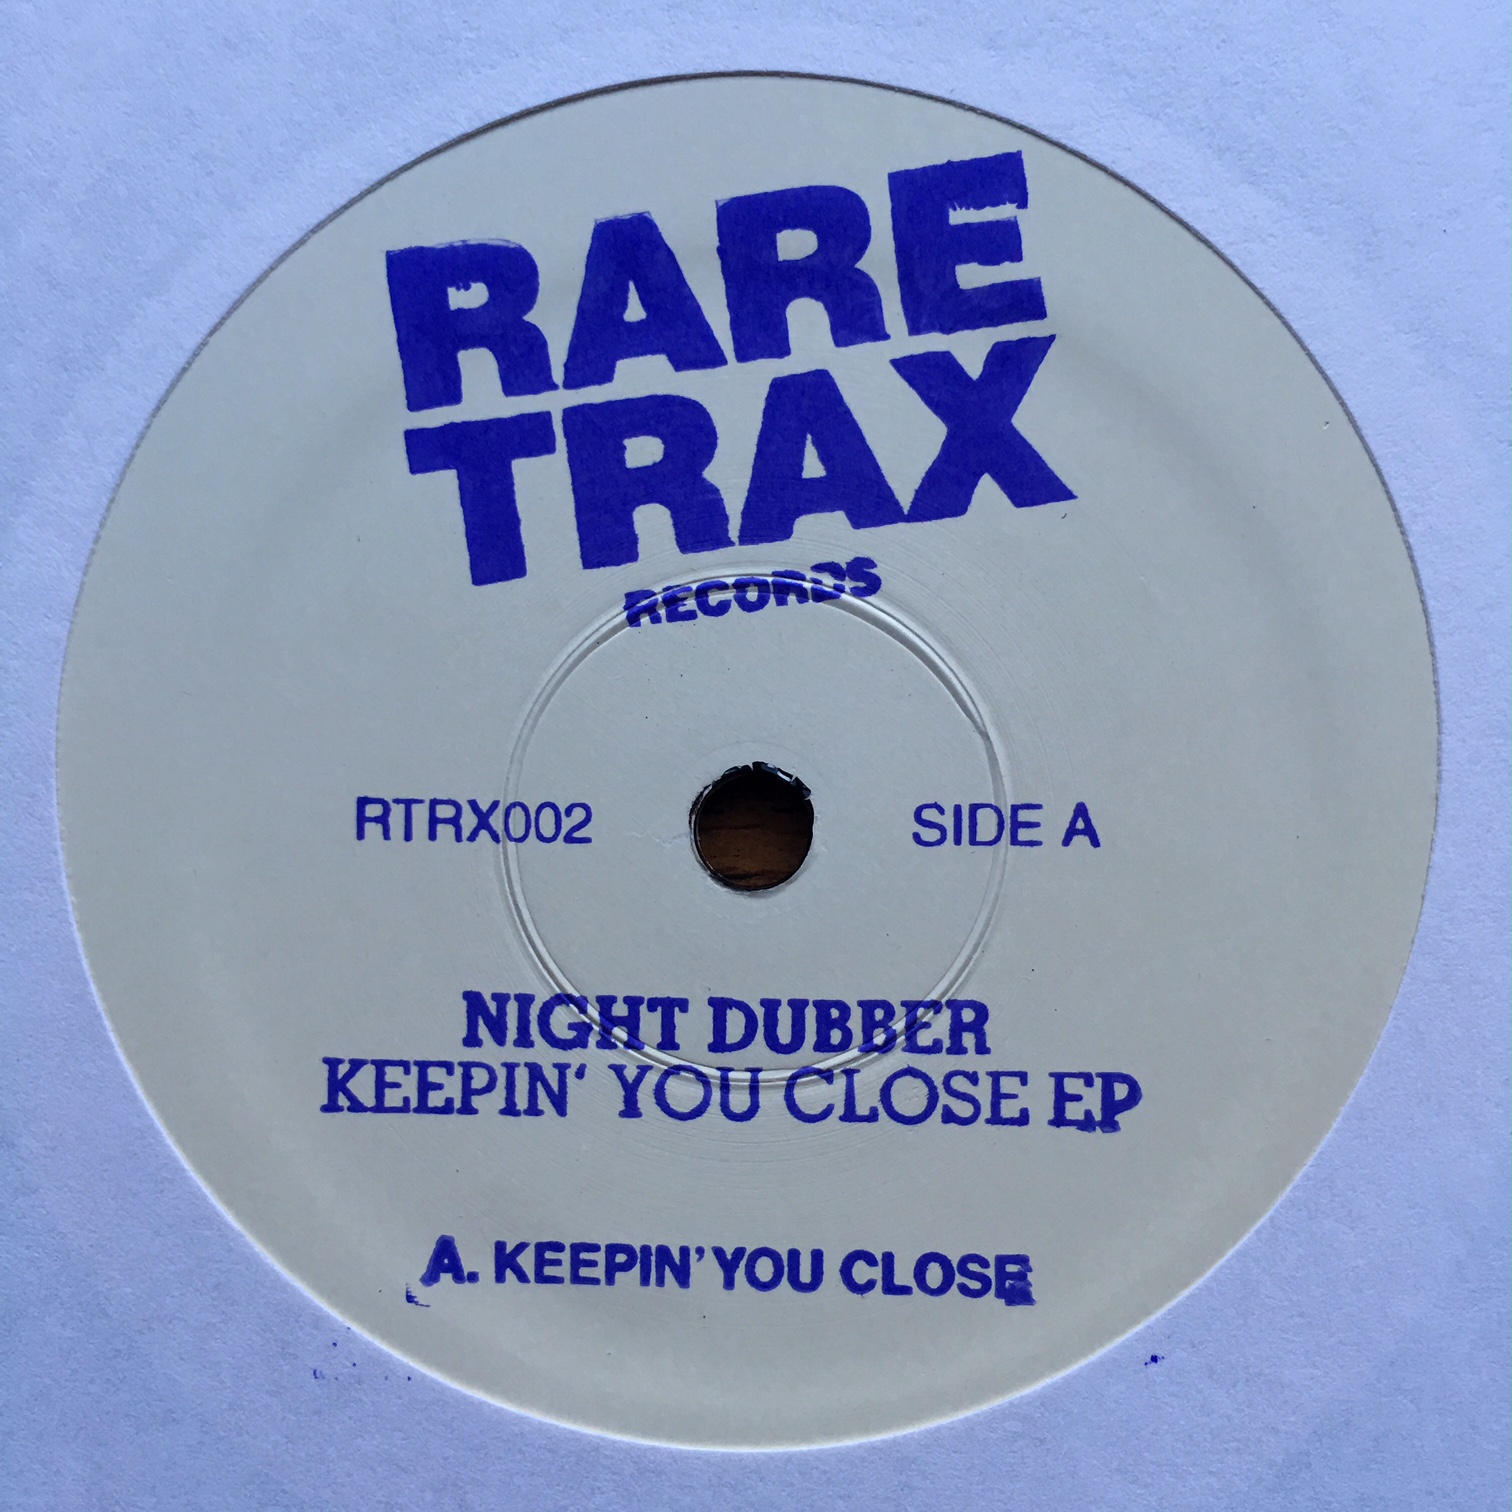 RARE
TRAX
RECORDS
RTRX002
SIDE A
NIGHT DUBBER
KEEPIN‘ YOU CLOSE EP
A. KEEPIN’ YOU CLOSE